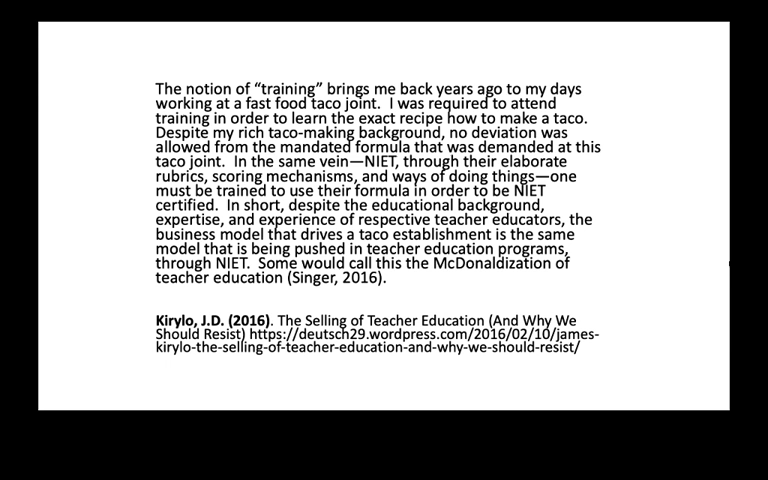 The notion of “training” brings me back years ago to my days
working at a fast food taco joint.  I was required to attend
training in order to learn the exact recipe how to make a taco.
Despite my rich taco-making background, no deviation was
allowed from the mandated formula that was demanded at this
taco joint.  In the same vein—NIET, through their elaborate
rubrics, scoring mechanisms, and ways of doing things—one
must be trained to use their formula in order to be NIET
certified.  In short, despite the educational background,
expertise, and experience of respective teacher educators, the
business model that drives a taco establishment is the same
model that is being pushed in teacher education programs,
through NIET.  Some would call this the McDonaldization of
teacher education (Singer, 2016).
Kirylo, J.D. (2016). The Selling of Teacher Education (And Why We
Should Resist) https://deutsch29.wordpress.com/2016/02/10/james-
kirylo-the-selling-of-teacher-education-and-why-we-should-resist/